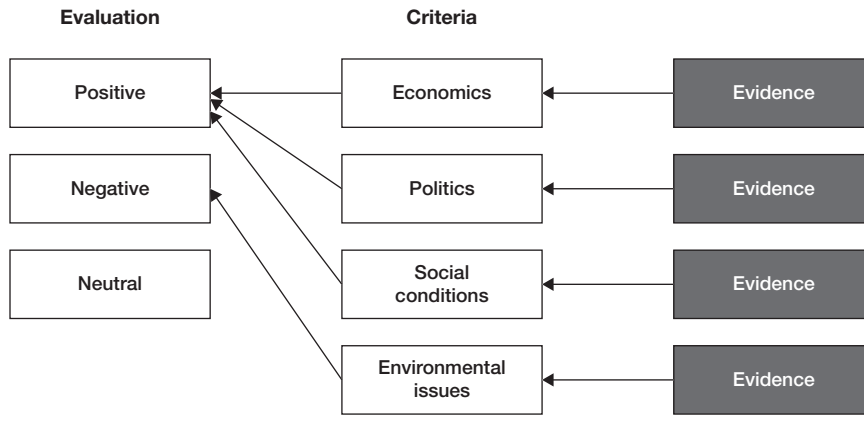 Evaluation Criteria
Positive Economics Evidence
Negative Politics Evidence
Neutral Social
conditions Evidence
Environmental
issues Evidence